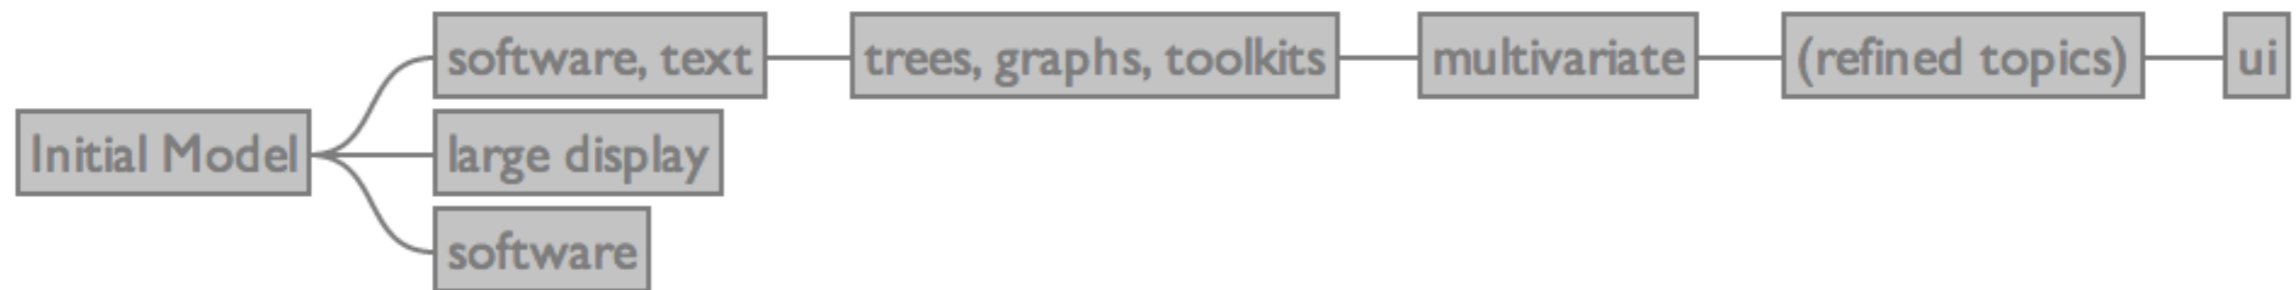 software, text
trees, graphs, toolkits
multivariate
(refined topics)
ui
Initial Model
large display
software